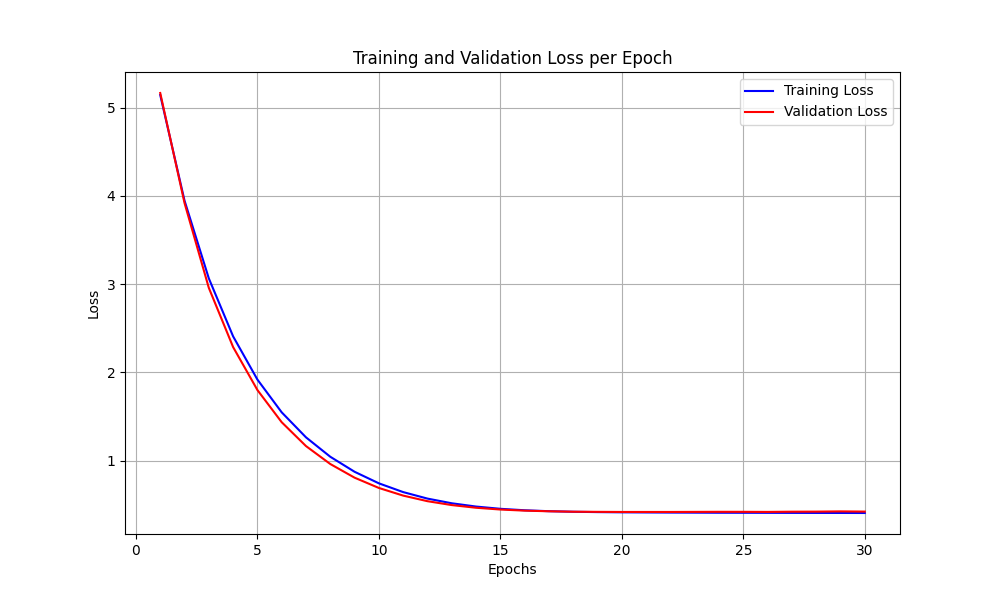 Training and Validation Loss per Epoch
Training Loss
Validation Loss
Loss
5
4
3
2
1
0 5 10 15 20 25 30
Epochs